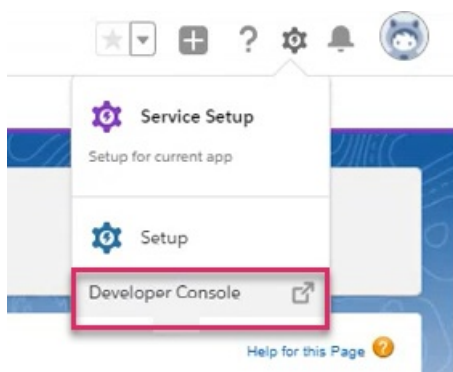 Service Setup
Setup for current app
Setup
Developer Console
Help for this Page